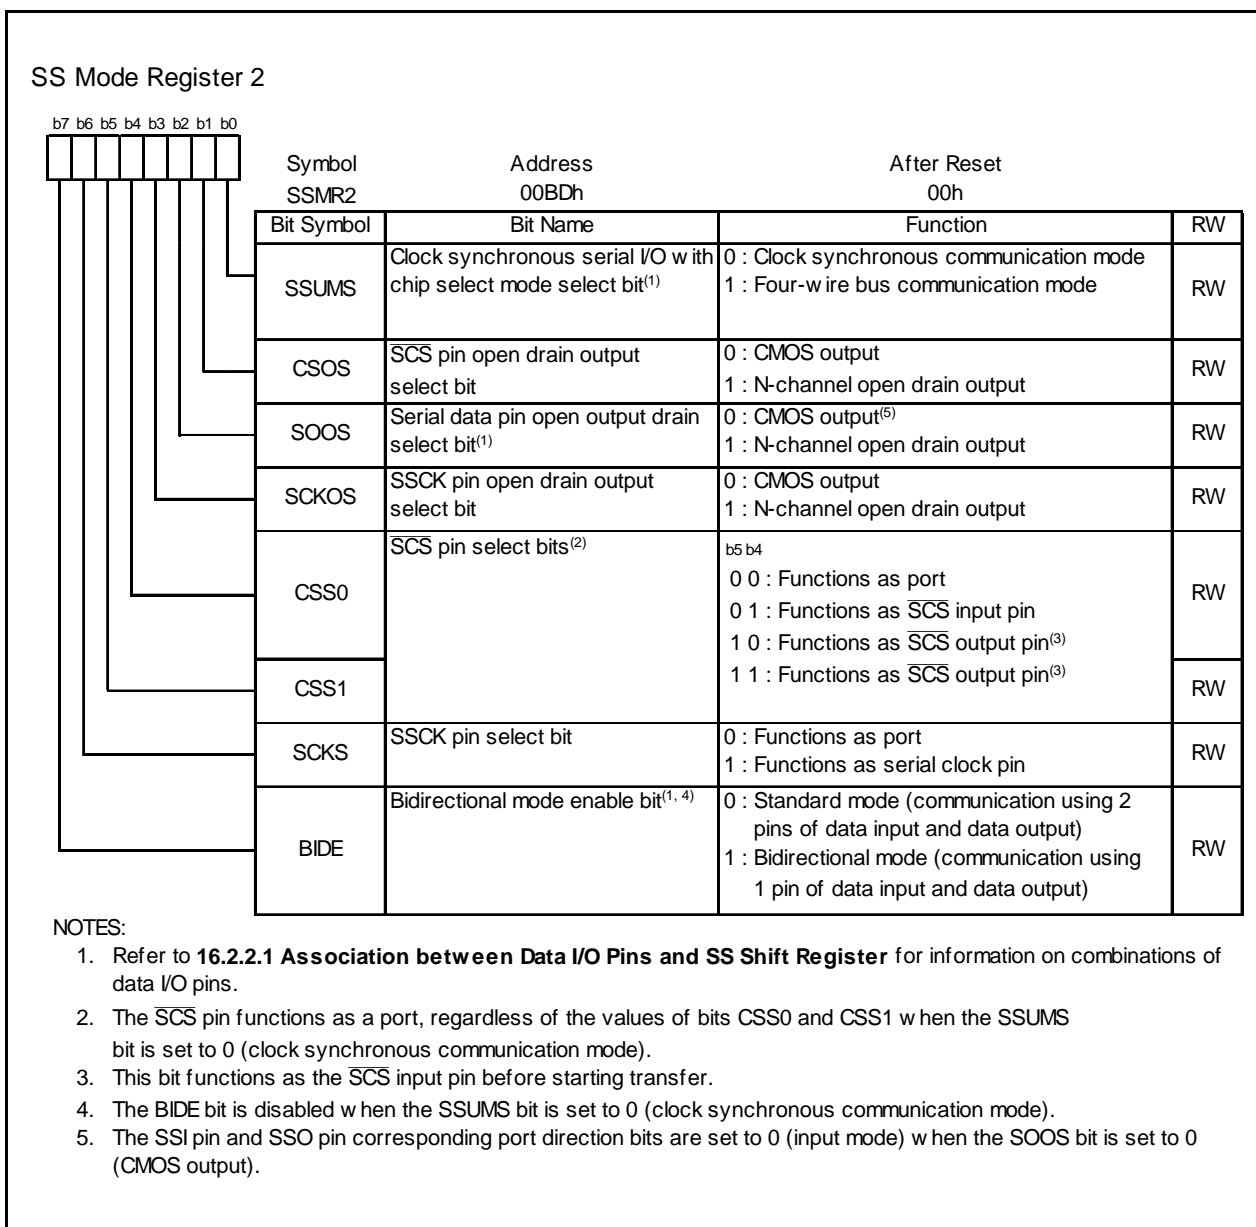 SS Mode Register 2
b7 b6 b5 b4 b3 b2 b1 b0
Symbol Address After Reset
SSMR2 00BDh 00h
Bit Symbol Bit Name Function RW
SSUMS
Clock synchronous serial I/O with
chip select mode select bit(1)
0 : Clock synchronous communication mode
1 : Four-wire bus communication mode
RW
CSOS
S̅C̅S̅ pin open drain output
select bit
0 : CMOS output
1 : N-channel open drain output
RW
SOOS
Serial data pin open output drain
select bit(1)
0 : CMOS output(5)
1 : N-channel open drain output
RW
SCKOS
SSCK pin open drain output
select bit
0 : CMOS output
1 : N-channel open drain output
RW
CSS0
S̅C̅S̅ pin select bits(2)
b5 b4
0 0 : Functions as port
0 1 : Functions as S̅C̅S̅ input pin
1 0 : Functions as S̅C̅S̅ output pin(3)
1 1 : Functions as S̅C̅S̅ output pin(3)
RW
CSS1
RW
SCKS
SSCK pin select bit
0 : Functions as port
1 : Functions as serial clock pin
RW
BIDE
Bidirectional mode enable bit(1, 4)
0 : Standard mode (communication using 2
pins of data input and data output)
1 : Bidirectional mode (communication using
1 pin of data input and data output)
RW
NOTES:
1. Refer to 16.2.2.1 Association between Data I/O Pins and SS Shift Register for information on combinations of
data I/O pins.
2. The S̅C̅S̅ pin functions as a port, regardless of the values of bits CSS0 and CSS1 when the SSUMS
bit is set to 0 (clock synchronous communication mode).
3. This bit functions as the S̅C̅S̅ input pin before starting transfer.
4. The BIDE bit is disabled when the SSUMS bit is set to 0 (clock synchronous communication mode).
5. The SSI pin and SSO pin corresponding port direction bits are set to 0 (input mode) when the SOOS bit is set to 0
(CMOS output).